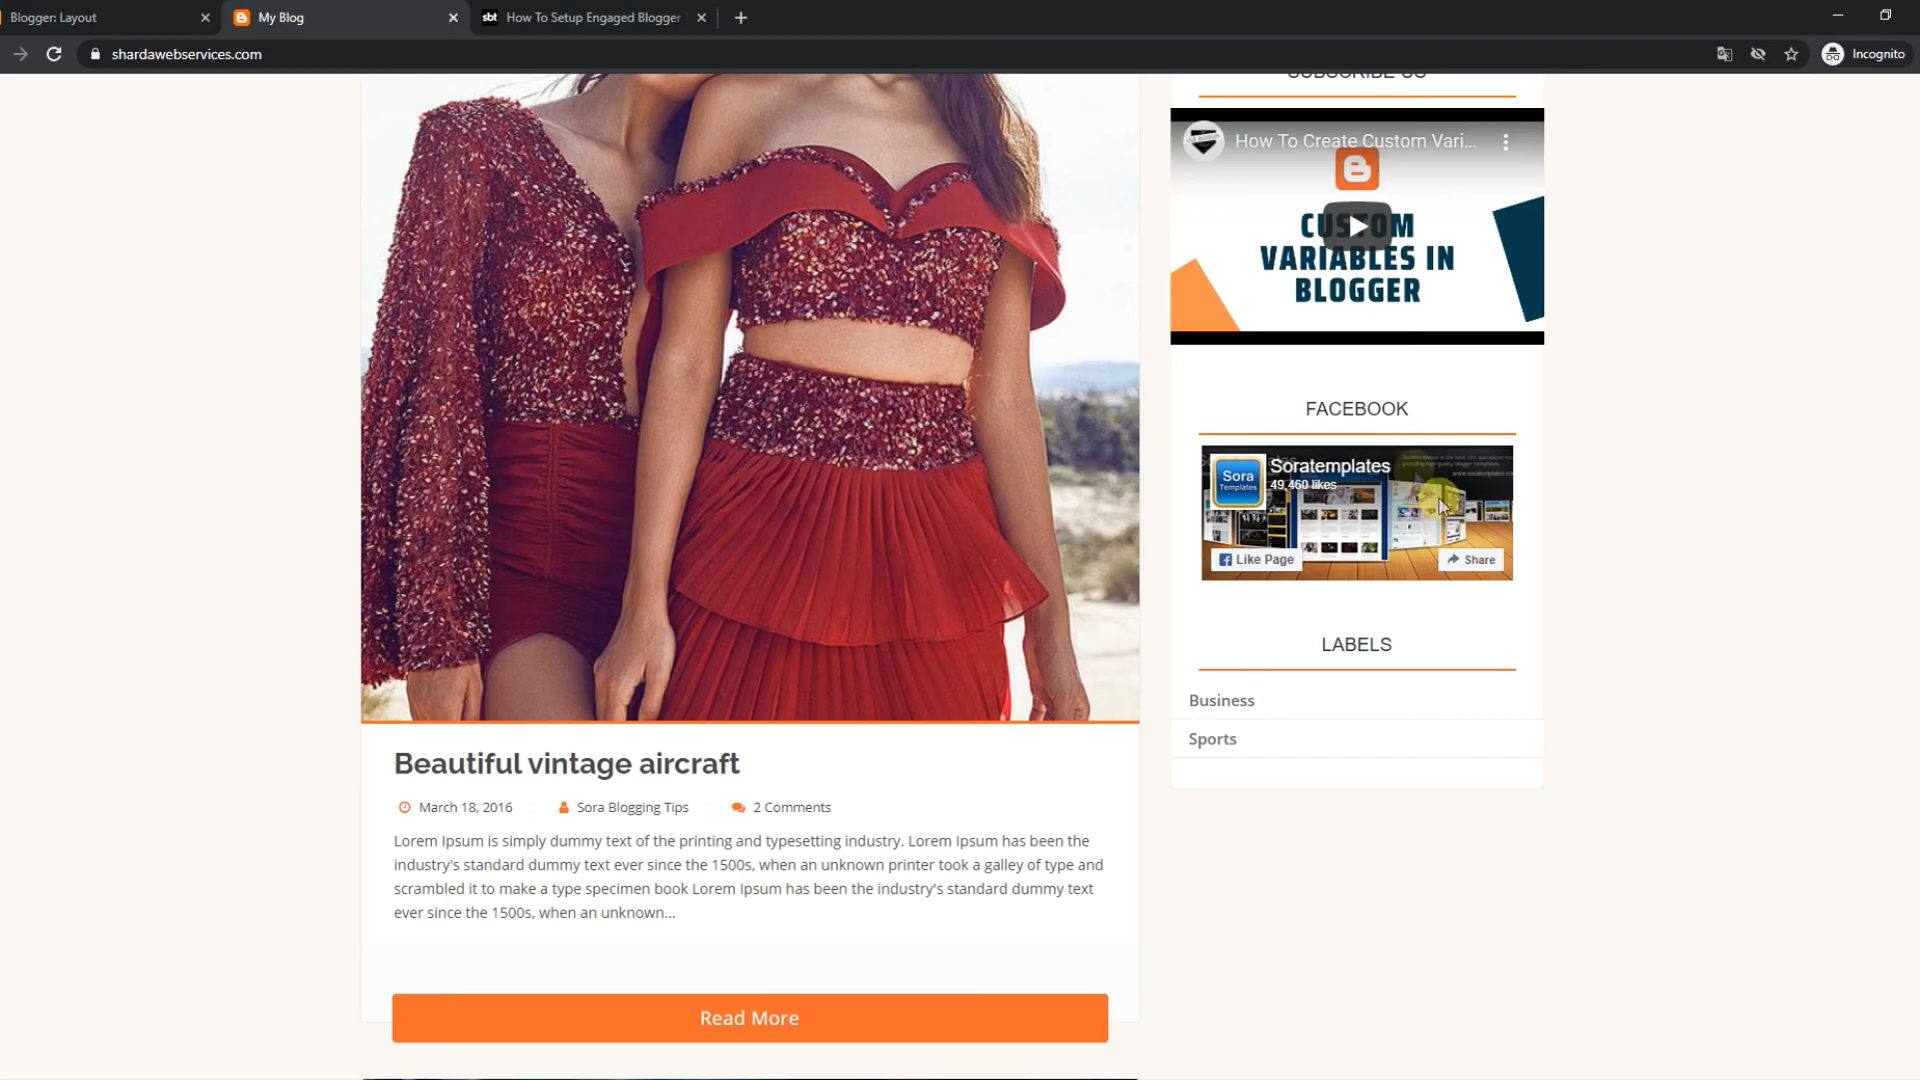 Blogger: Layout
My Blog
sbt How To Setup Engaged Blogger
shardawebservices.com
Incognito
SUBSCRIBE US
How To Create Custom Vari...
CUSTOM
VARIABLES IN
BLOGGER
FACEBOOK
Sora
Templates
Soratemplates
49,460 likes
Like Page
Share
LABELS
Business
Sports
Beautiful vintage aircraft
March 18, 2016
Sora Blogging Tips
2 Comments
Lorem Ipsum is simply dummy text of the printing and typesetting industry. Lorem Ipsum has been the
industry's standard dummy text ever since the 1500s, when an unknown printer took a galley of type and
scrambled it to make a type specimen book Lorem Ipsum has been the industry's standard dummy text
ever since the 1500s, when an unknown...
Read More